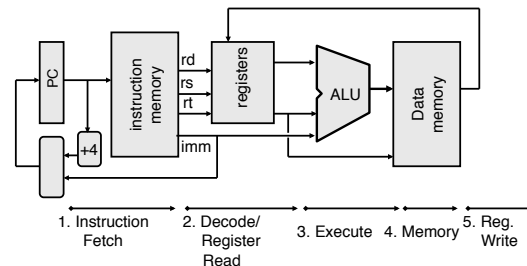 PC
+4
instruction
memory
rd
rs
rt
imm
registers
ALU
Data
memory
1. Instruction
Fetch
2. Decode/
Register
Read
3. Execute
4. Memory
5. Reg.
Write